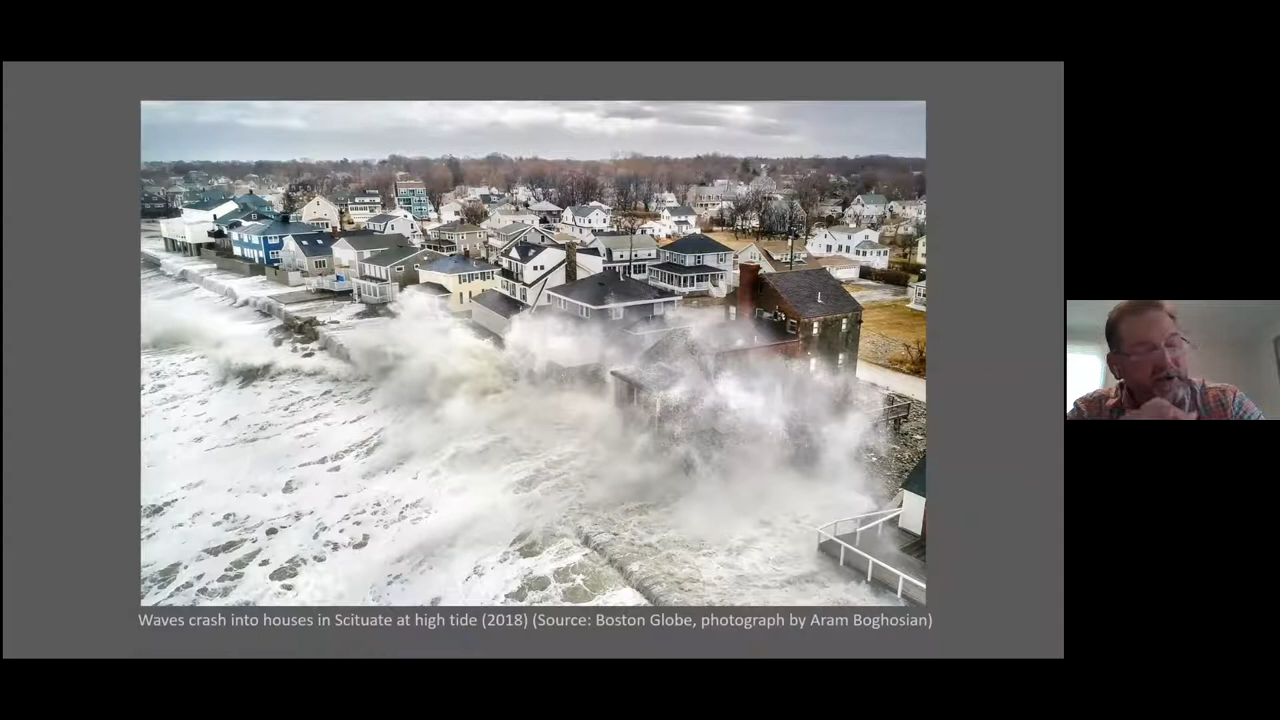 Waves crash into houses in Scituate at high tide (2018) (Source: Boston Globe, photograph by Aram Boghosian)